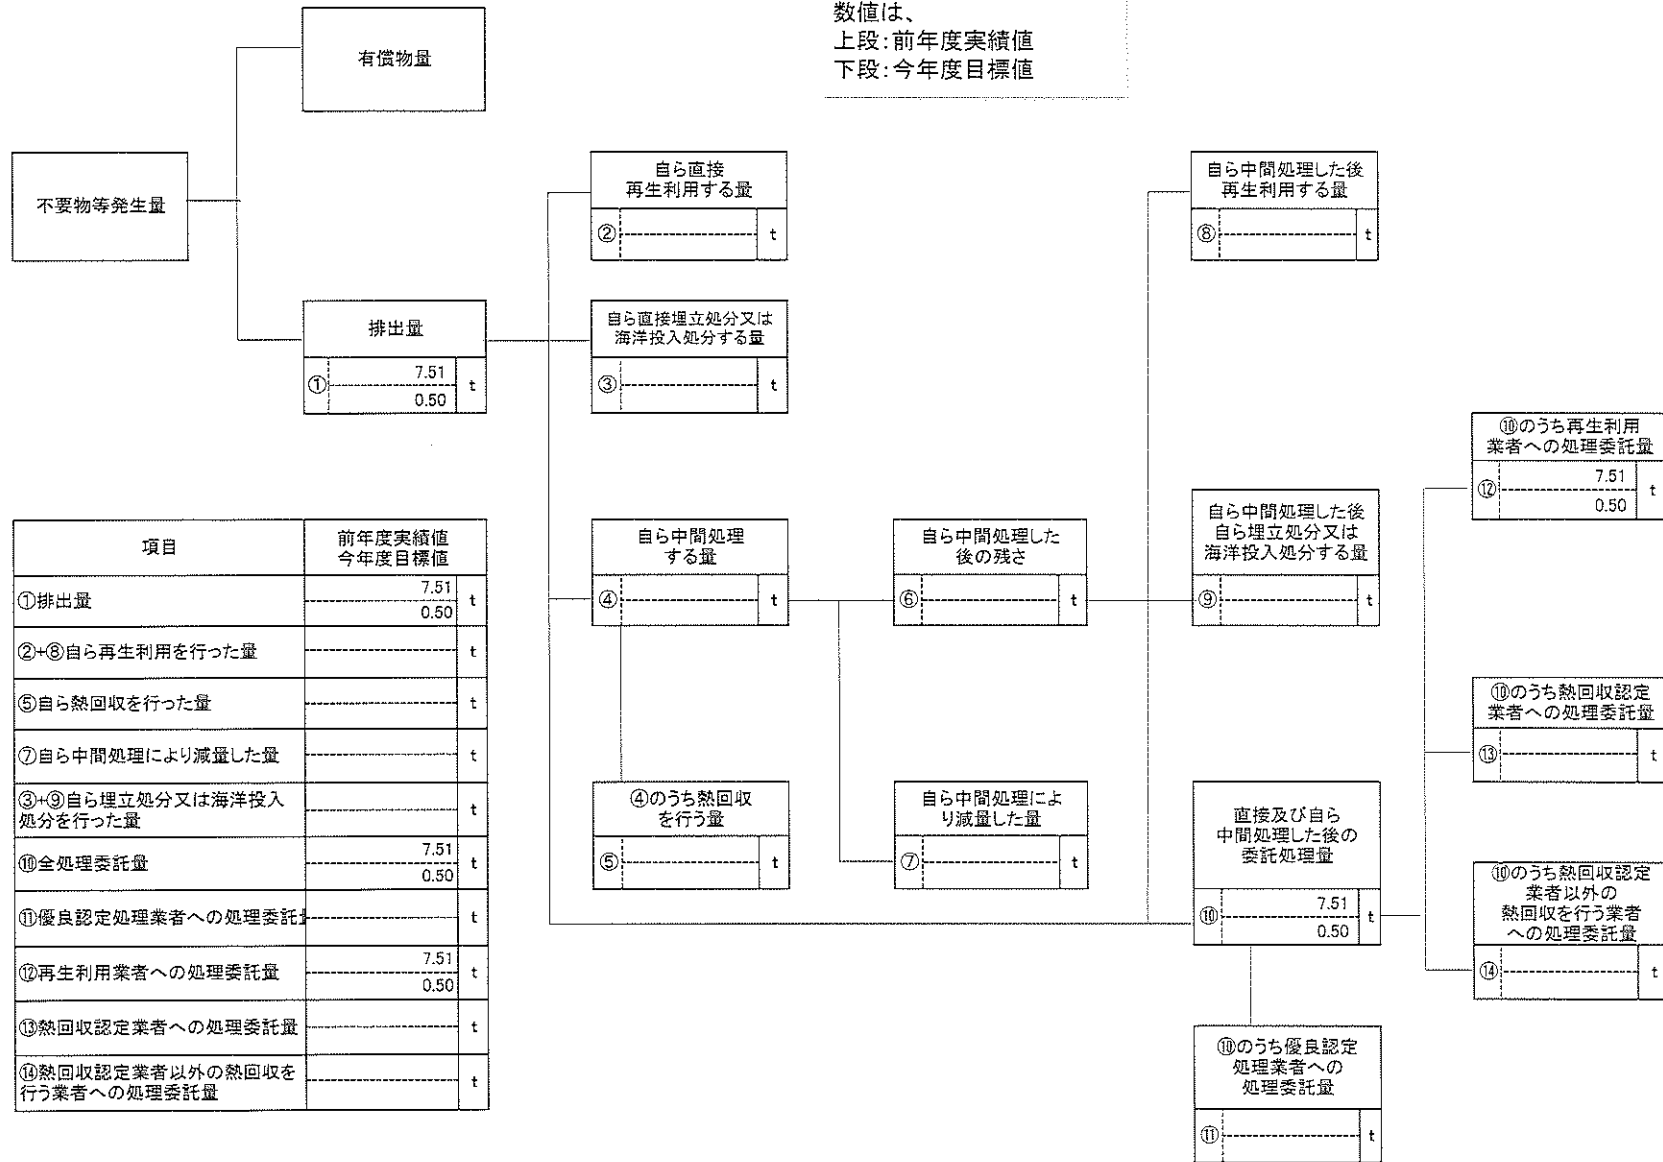 数値は、
上段:前年度実績値
下段:今年度目標値
有償物量
不要物等発生量
排出量
① 7.51 t
0.50
自ら直接
再生利用する量
② t
自ら直接埋立処分又は
海洋投入処分する量
③ t
自ら中間処理
する量
④ t
④のうち熱回収
を行う量
⑤ t
自ら中間処理した
後の残さ
⑥ t
自ら中間処理によ
り減量した量
⑦ t
自ら中間処理した後
再生利用する量
⑧ t
自ら中間処理した後
自ら埋立処分又は
海洋投入処分する量
⑨ t
直接及び自ら
中間処理した後の
委託処理量
⑩ 7.51 t
0.50
⑩のうち優良認定
処理業者への
処理委託量
⑪ t
⑩のうち再生利用
業者への処理委託量
⑫ 7.51 t
0.50
⑩のうち熱回収認定
業者への処理委託量
⑬ t
⑩のうち熱回収認定
業者以外の
熱回収を行う業者
への処理委託量
⑭ t
項目 前年度実績値
今年度目標値
①排出量 7.51 t
0.50
②+⑧自ら再生利用を行った量 t
⑤自ら熱回収を行った量 t
⑦自ら中間処理により減量した量 t
③+⑨自ら埋立処分又は海洋投入
処分を行った量 t
⑩全処理委託量 7.51 t
0.50
⑪優良認定処理業者への処理委託 t
⑫再生利用業者への処理委託量 7.51 t
0.50
⑬熱回収認定業者への処理委託量 t
⑭熱回収認定業者以外の熱回収を
行う業者への処理委託量 t